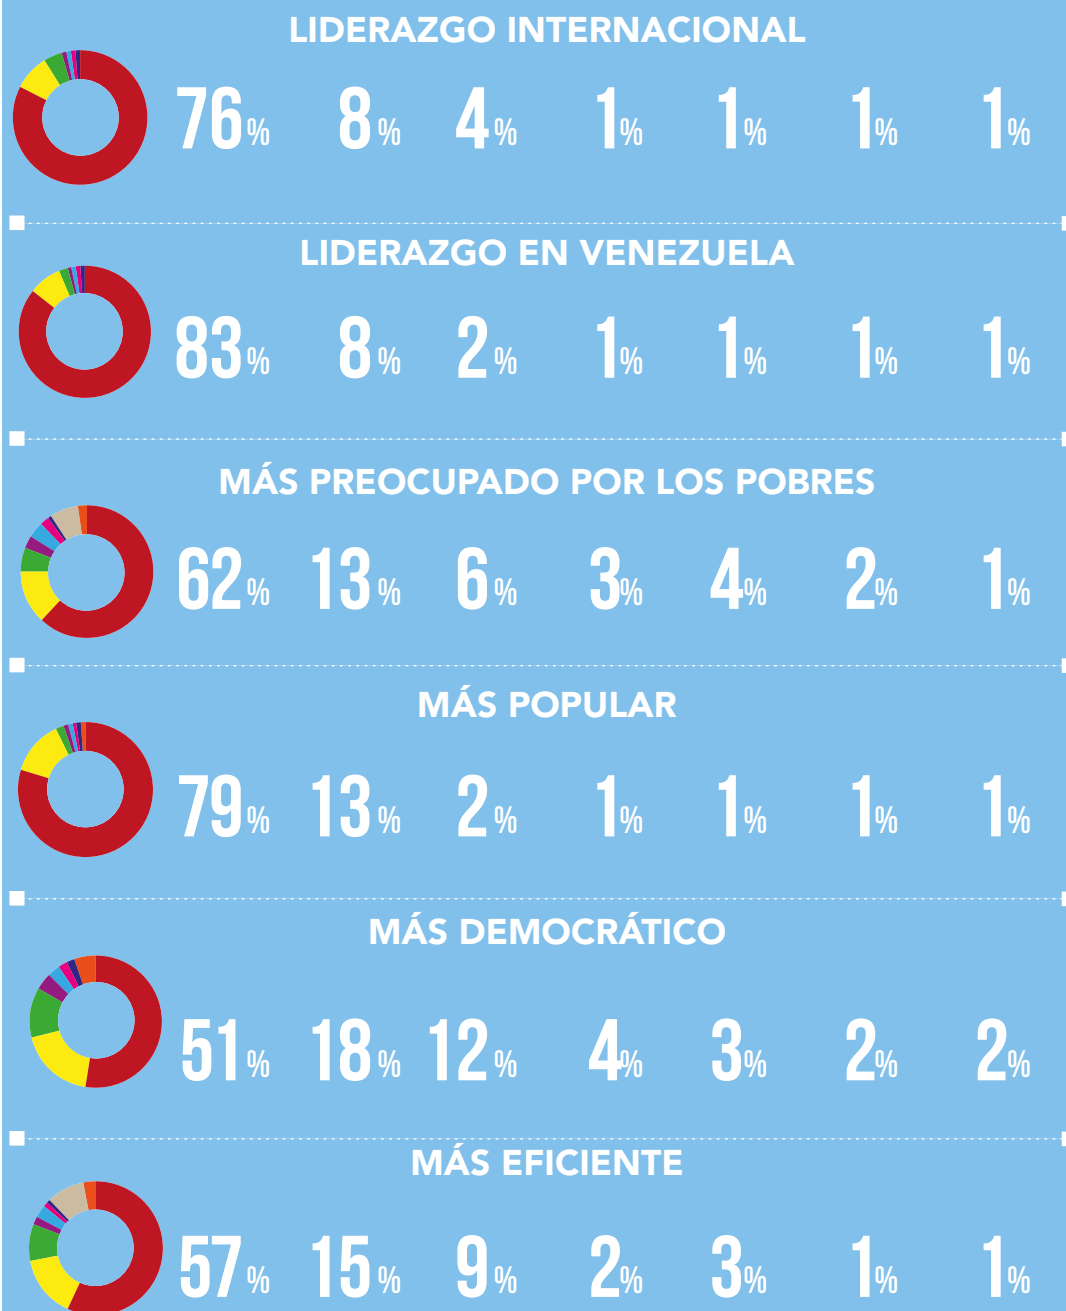 LIDERAZGO INTERNACIONAL
76% 8% 4% 1% 1% 1% 1%
LIDERAZGO EN VENEZUELA
83% 8% 2% 1% 1% 1% 1%
MÁS PREOCUPADO POR LOS POBRES
62% 13% 6% 3% 4% 2% 1%
MÁS POPULAR
79% 13% 2% 1% 1% 1% 1%
MÁS DEMOCRÁTICO
51% 18% 12% 4% 3% 2% 2%
MÁS EFICIENTE
57% 15% 9% 2% 3% 1% 1%